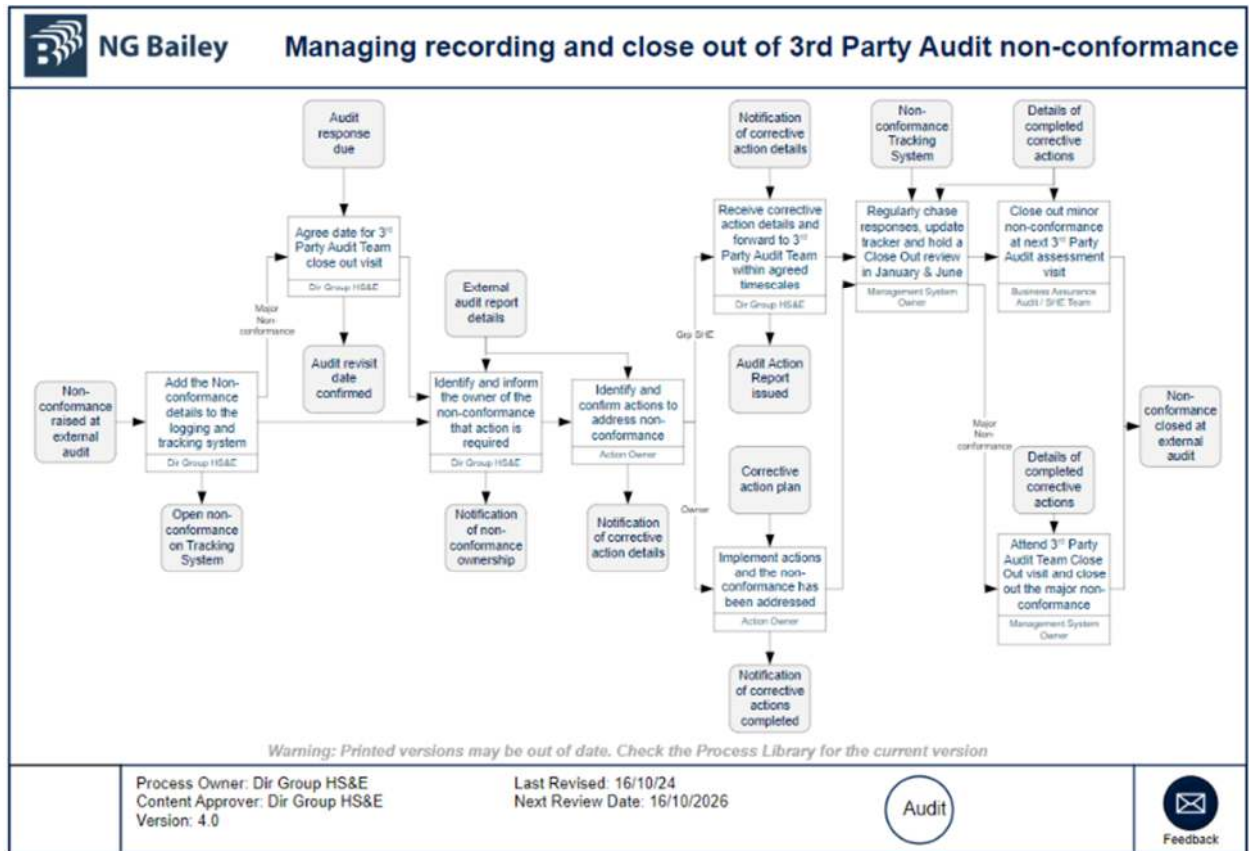 NG Bailey
Managing recording and close out of 3rd Party Audit non-conformance
Audit
response
due
Notification
of corrective
action details
Non-
conformance
Tracking
System
Details of
completed
corrective
actions
Agree date for 3rd
Party Audit Team
close out visit
Dir Group HS&E
Receive corrective
action details and
forward to 3rd
Party Audit Team
within agreed
timescales
Dir Group HS&E
Regularly chase
responses, update
tracker and hold a
Close Out review
in January & June
Management System
Owner
Close out minor
non-conformance
at next 3rd Party
Audit assessment
visit
Business Assurance
Audit / SHE Team
External
audit report
details
Major
Non-
conformance
Grp SHE
Audit revisit
date
confirmed
Audit Action
Report
issued
Non-
conformance
raised at
external
audit
Add the Non-
conformance
details to the
logging and
tracking system
Dir Group HS&E
Identify and inform
the owner of the
non-conformance
that action is
required
Dir Group HS&E
Identify and
confirm actions to
address non-
conformance
Action Owner
Non-
conformance
closed at
external
audit
Major
Non-
conformance
Corrective
action plan
Details of
completed
corrective
actions
Open non-
conformance
on Tracking
System
Notification
of non-
conformance
ownership
Notification
of corrective
action details
Owner
Implement actions
and the non-
conformance has
been addressed
Action Owner
Attend 3rd Party
Audit Team Close
Out visit and close
out the major non-
conformance
Management System
Owner
Notification
of corrective
actions
completed
Warning: Printed versions may be out of date. Check the Process Library for the current version
Process Owner: Dir Group HS&E
Content Approver: Dir Group HS&E
Version: 4.0
Last Revised: 16/10/24
Next Review Date: 16/10/2026
Audit
Feedback